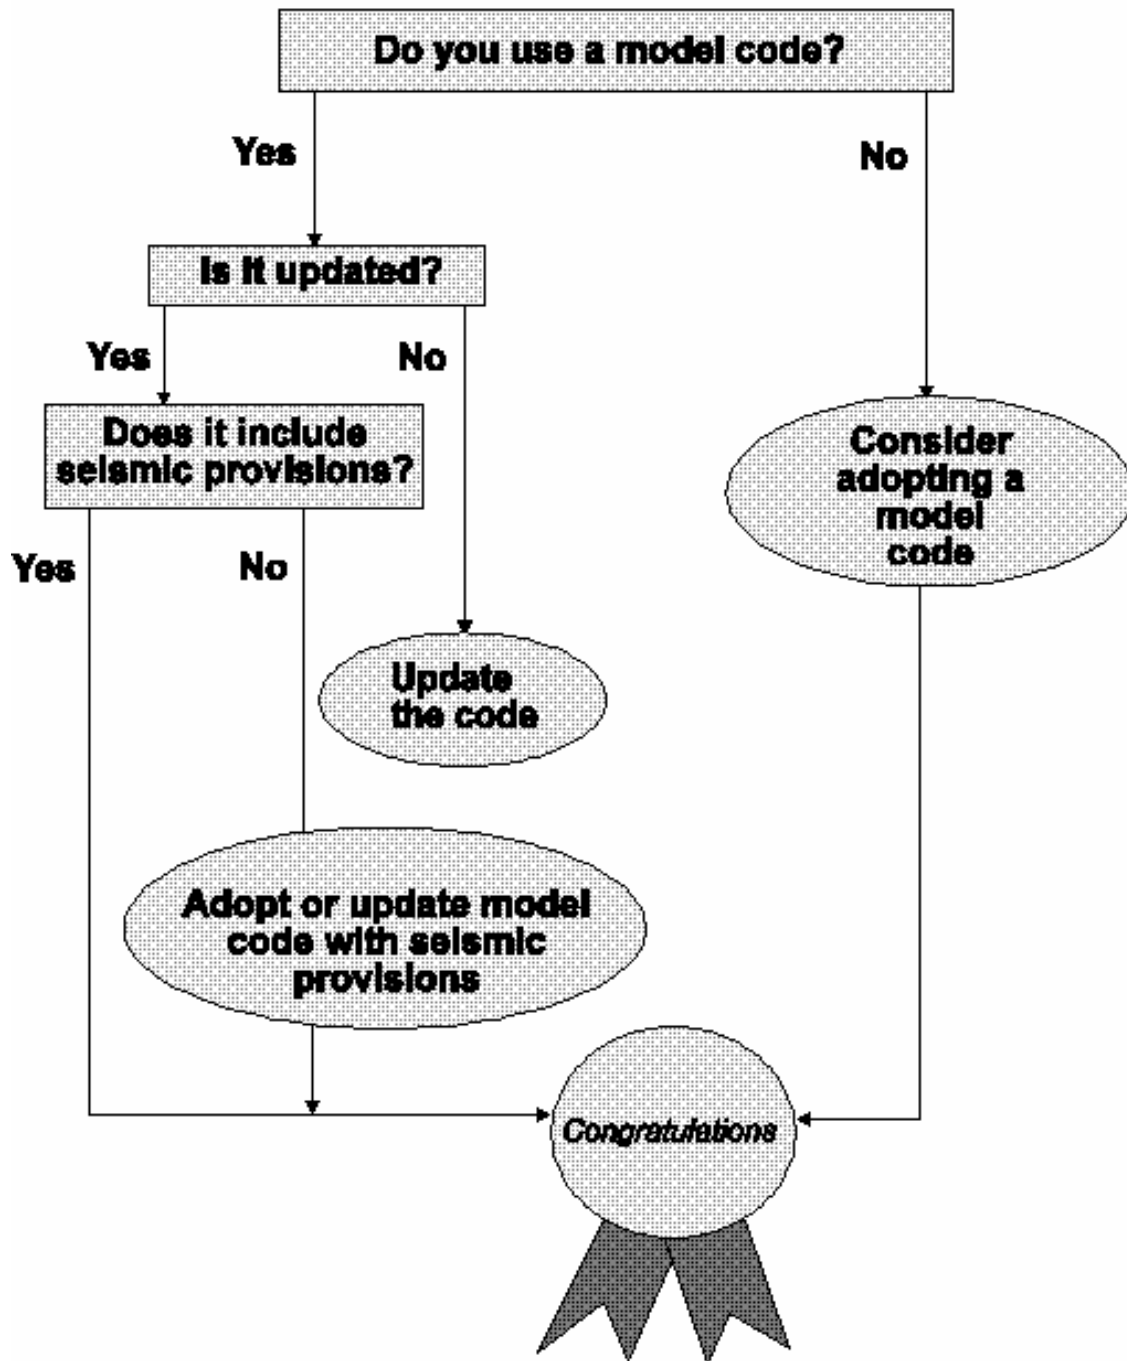 Do you use a model code?
Yes
No
Is it updated?
Yes
No
Does it include
seismic provisions?
Consider
adopting a
model
code
Yes
No
Update
the code
Adopt or update model
code with seismic
provisions
Congratulations